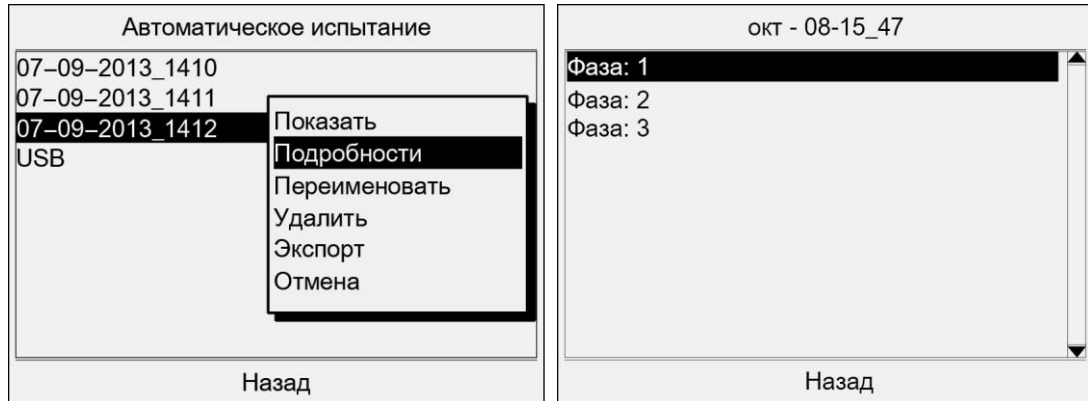 Автоматическое испытание
07–09–2013_1410
07–09–2013_1411
07–09–2013_1412
USB
Показать
Подробности
Переименовать
Удалить
Экспорт
Отмена
Назад
окт - 08-15_47
Фаза: 1
Фаза: 2
Фаза: 3
Назад